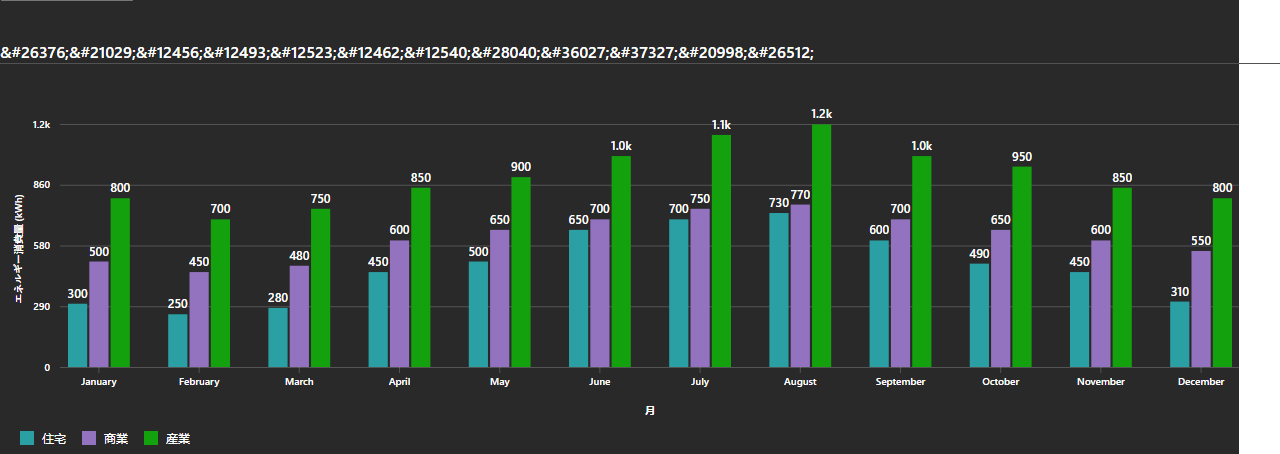 &#26376;&#21029;&#12456;&#12493;&#12523;&#12462;&#12540;&#28040;&#36027;&#37327;&#20998;&#26512;
1.2k
860
580
290
0
エネルギー消費量 (kWh)
300 500 800
250 450 700
280 480 750
450 600 850
500 650 900
650 700 1.0k
700 750 1.1k
730 770 1.2k
600 700 1.0k
490 650 950
450 600 850
310 550 800
January February March April May June July August September October November December
月
住宅 商業 産業